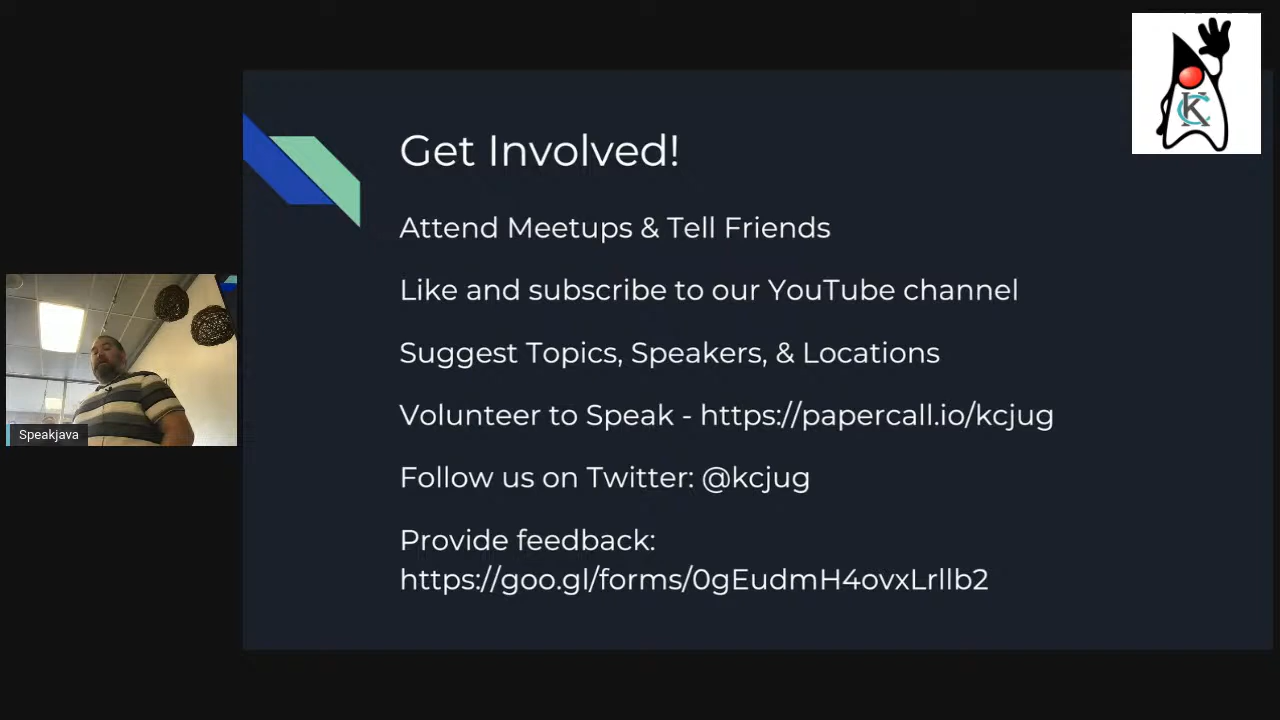 Get Involved!
Attend Meetups & Tell Friends
Like and subscribe to our YouTube channel
Suggest Topics, Speakers, & Locations
Volunteer to Speak - https://papercall.io/kcjug
Follow us on Twitter: @kcjug
Provide feedback:
https://goo.gl/forms/0gEudmH4ovxLrllb2
Speakjava
KC